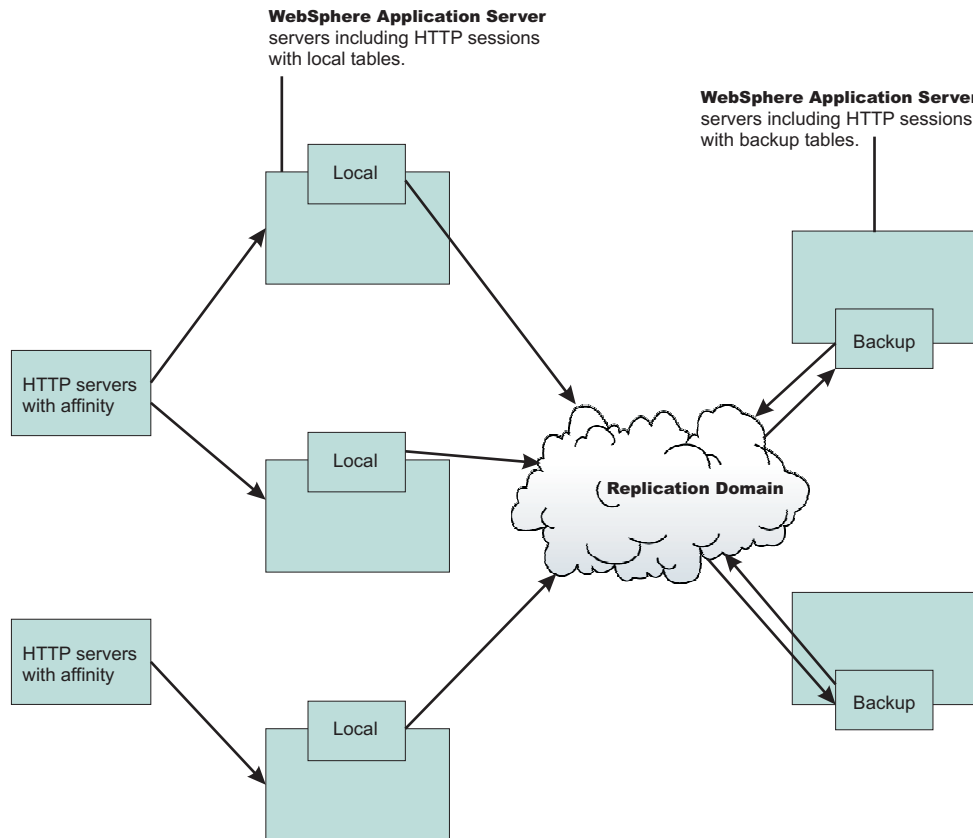 WebSphere Application Server
servers including HTTP sessions
with local tables.
WebSphere Application Server
servers including HTTP sessions
with backup tables.
Local
Backup
HTTP servers
with affinity
Local
Replication Domain
HTTP servers
with affinity
Local
Backup